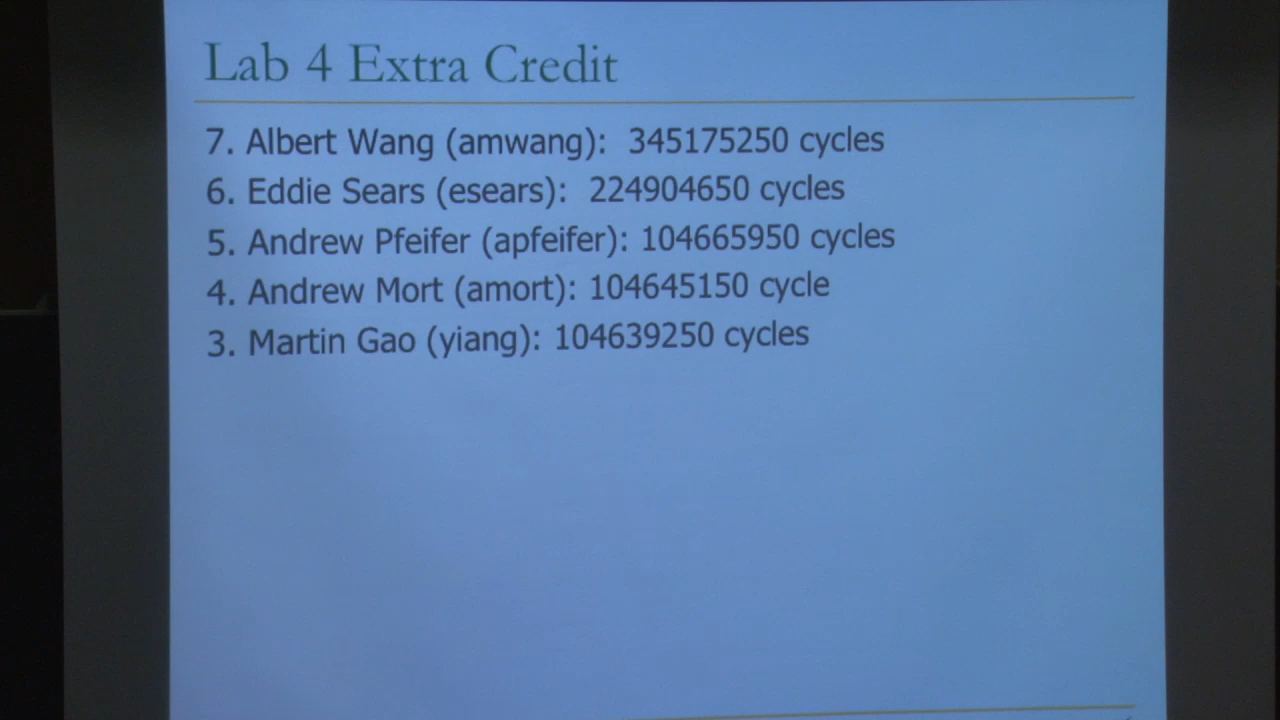 Lab 4 Extra Credit
7. Albert Wang (amwang): 345175250 cycles
6. Eddie Sears (esears): 224904650 cycles
5. Andrew Pfeifer (apfeifer): 104665950 cycles
4. Andrew Mort (amort): 104645150 cycle
3. Martin Gao (yiang): 104639250 cycles